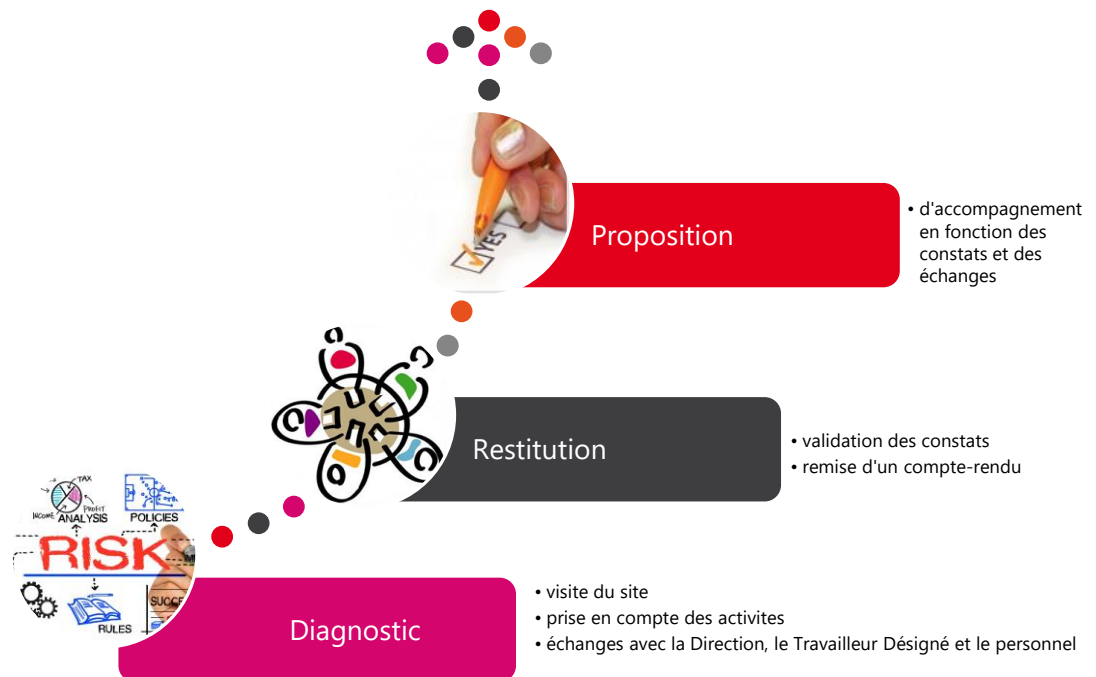 YES
Proposition
• d'accompagnement
en fonction des
constats et des
échanges
Restitution
• validation des constats
• remise d'un compte-rendu
TAX
INCOME
PROFIT
ANALYSIS
POLICIES
RISK
RULES
Diagnostic
• visite du site
• prise en compte des activites
• échanges avec la Direction, le Travailleur Désigné et le personnel